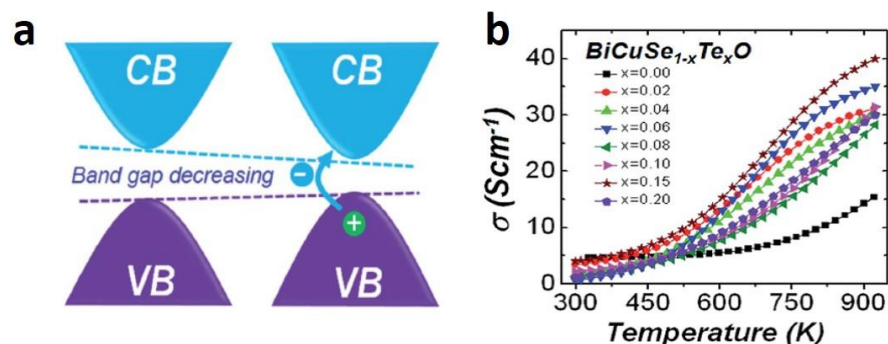 a
CB
CB
Band gap decreasing
−
+
VB
VB
b
BiCuSe1-xTexO
x=0.00
x=0.02
x=0.04
x=0.06
x=0.08
x=0.10
x=0.15
x=0.20
σ (Scm-1)
40
30
20
10
0
300 450 600 750 900
Temperature (K)